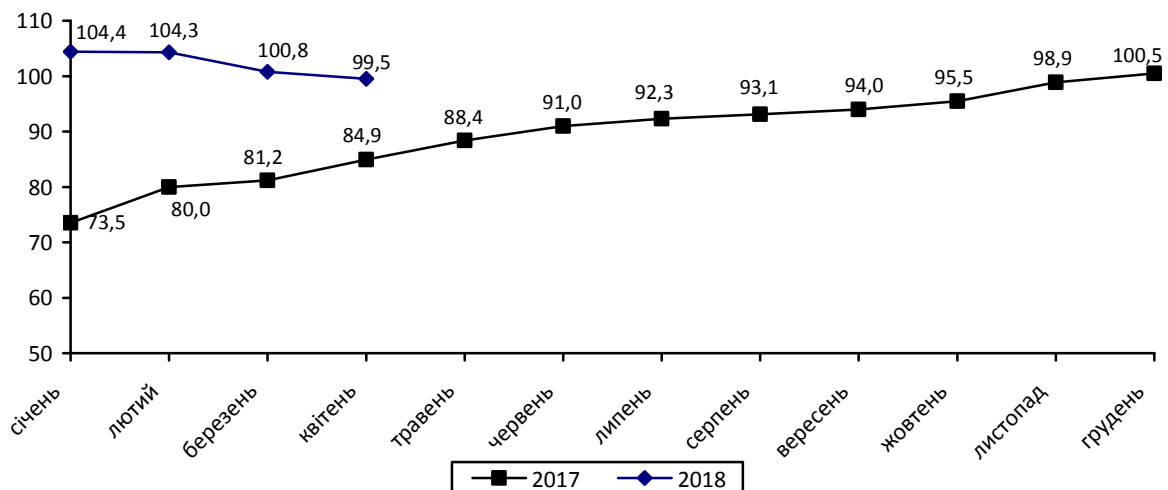 110
100
90
80
70
60
50
104,4
104,3
100,8
99,5
73,5
80,0
81,2
84,9
88,4
91,0
92,3
93,1
94,0
95,5
98,9
100,5
січень
лютий
березень
квітень
травень
червень
липень
серпень
вересень
жовтень
листопад
грудень
2017 2018